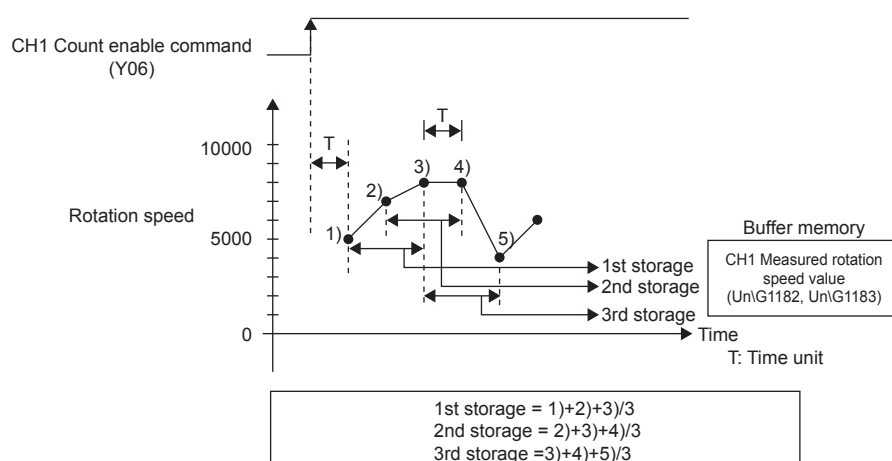 CH1 Count enable command
(Y06)
T
T
10000
3)
4)
2)
Rotation speed
5000
1)
5)
Buffer memory
1st storage
CH1 Measured rotation
speed value
(Un\G1182, Un\G1183)
2nd storage
3rd storage
0
Time
T: Time unit
1st storage = 1)+2)+3)/3
2nd storage = 2)+3)+4)/3
3rd storage =3)+4)+5)/3